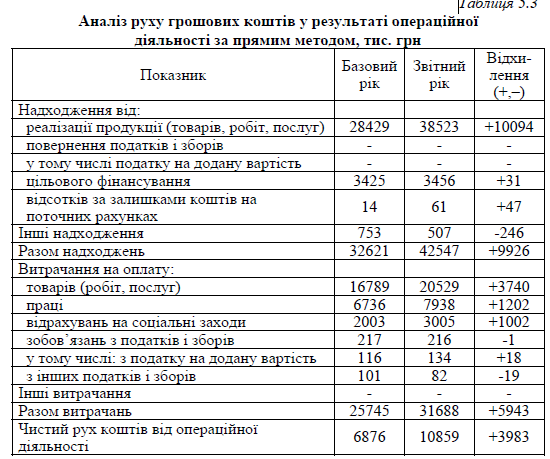 Таблиця 5.3
Аналіз руху грошових коштів у результаті операційної
діяльності за прямим методом, тис. грн
Показник Базовий рік Звітний рік Відхи-лення (+,–)
Надходження від:
реалізації продукції (товарів, робіт, послуг) 28429 38523 +10094
повернення податків і зборів - - -
у тому числі податку на додану вартість - - -
цільового фінансування 3425 3456 +31
відсотків за залишками коштів на
поточних рахунках 14 61 +47
Інші надходження 753 507 -246
Разом надходжень 32621 42547 +9926
Витрачання на оплату:
товарів (робіт, послуг) 16789 20529 +3740
праці 6736 7938 +1202
відрахувань на соціальні заходи 2003 3005 +1002
зобов’язань з податків і зборів 217 216 -1
у тому числі: з податку на додану вартість 116 134 +18
з інших податків і зборів 101 82 -19
Інші витрачання - - -
Разом витрачань 25745 31688 +5943
Чистий рух коштів від операційної
діяльності 6876 10859 +3983